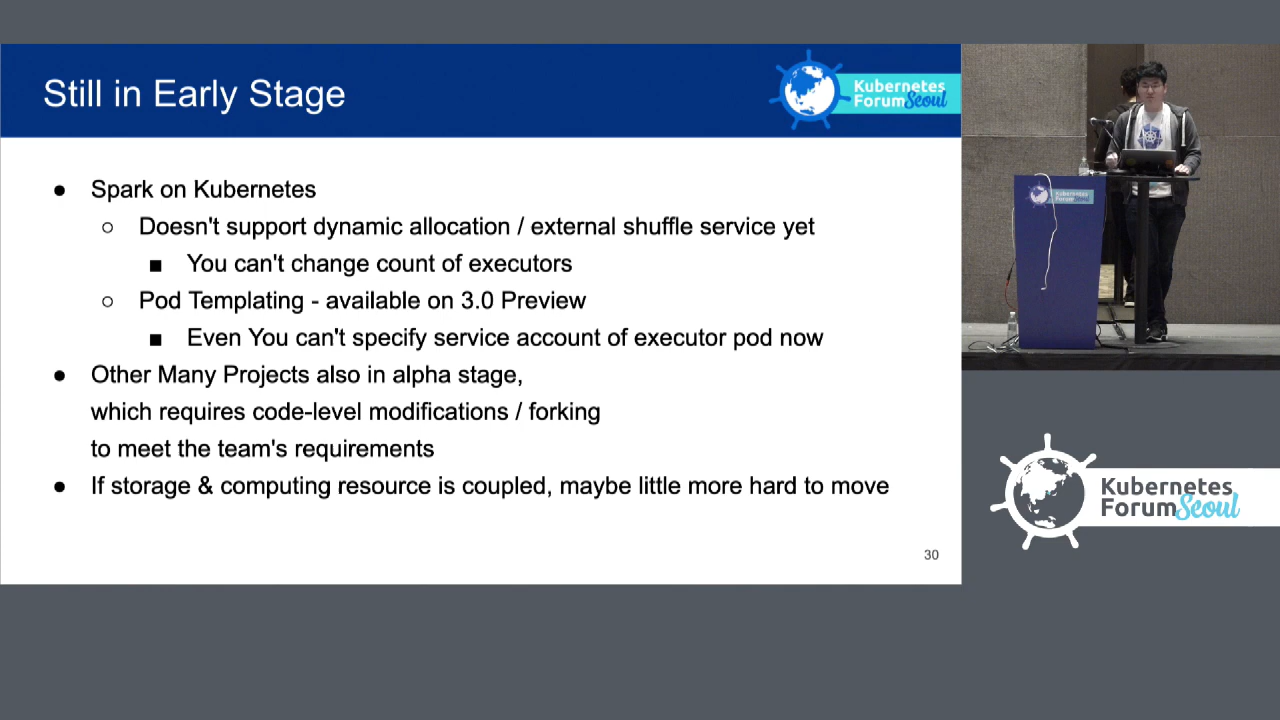 Still in Early Stage
Kubernetes
Forum Seoul
● Spark on Kubernetes
○ Doesn't support dynamic allocation / external shuffle service yet
■ You can't change count of executors
○ Pod Templating - available on 3.0 Preview
■ Even You can't specify service account of executor pod now
● Other Many Projects also in alpha stage,
which requires code-level modifications / forking
to meet the team's requirements
● If storage & computing resource is coupled, maybe little more hard to move
30
Kubernetes
Forum Seoul
Kubernetes
Forum Seoul